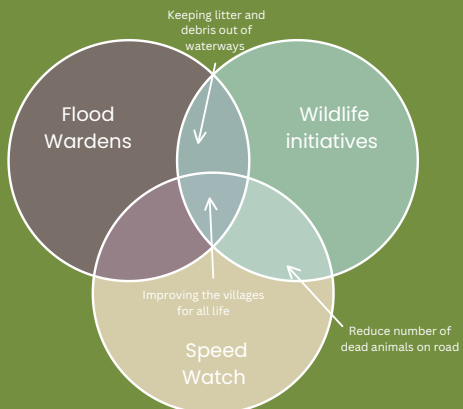 Keeping litter and
debris out of
waterways
Flood
Wardens
Wildlife
initiatives
Improving the villages
for all life
Speed
Watch
Reduce number of
dead animals on road